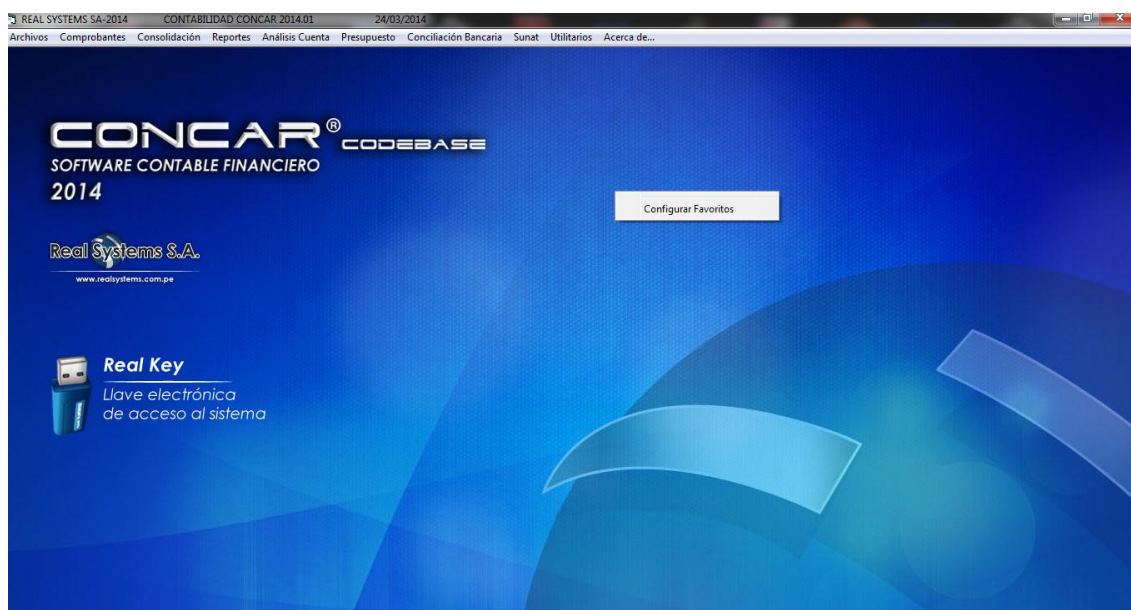 REAL SYSTEMS SA-2014 CONTABILIDAD CONCAR 2014.01 24/03/2014
Archivos Comprobantes Consolidación Reportes Análisis Cuenta Presupuesto Conciliación Bancaria Sunat Utilitarios Acerca de...
CONCAR® CODEBASE
SOFTWARE CONTABLE FINANCIERO
2014
Configurar Favoritos
Real Systems S.A.
www.realsystems.com.pe
Real Key
Llave electrónica
de acceso al sistema